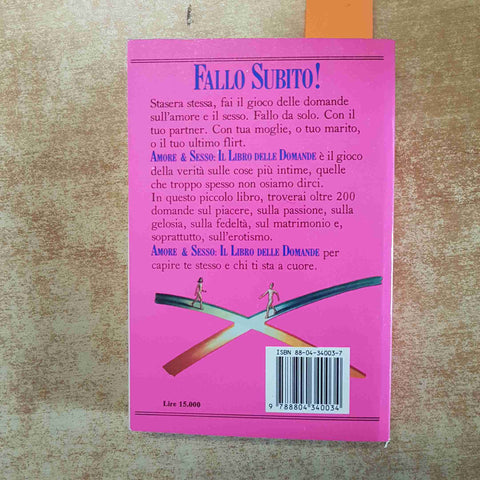 FALLO SUBITO!
Stasera stessa, fai il gioco delle domande
sull'amore e il sesso. Fallo da solo. Con il
tuo partner. Con tua moglie, o tuo marito,
o il tuo ultimo flirt.
AMORE & SESSO: IL LIBRO DELLE DOMANDE è il gioco
della verità sulle cose più intime, quelle
che troppo spesso non osiamo dirci.
In questo piccolo libro, troverai oltre 200
domande sul piacere, sulla passione, sulla
gelosia, sulla fedeltà, sul matrimonio e,
soprattutto, sull'erotismo.
AMORE & SESSO: IL LIBRO DELLE DOMANDE per
capire te stesso e chi ti sta a cuore.
ISBN 88-04-34003-7
9 788804 340034
Lire 15.000